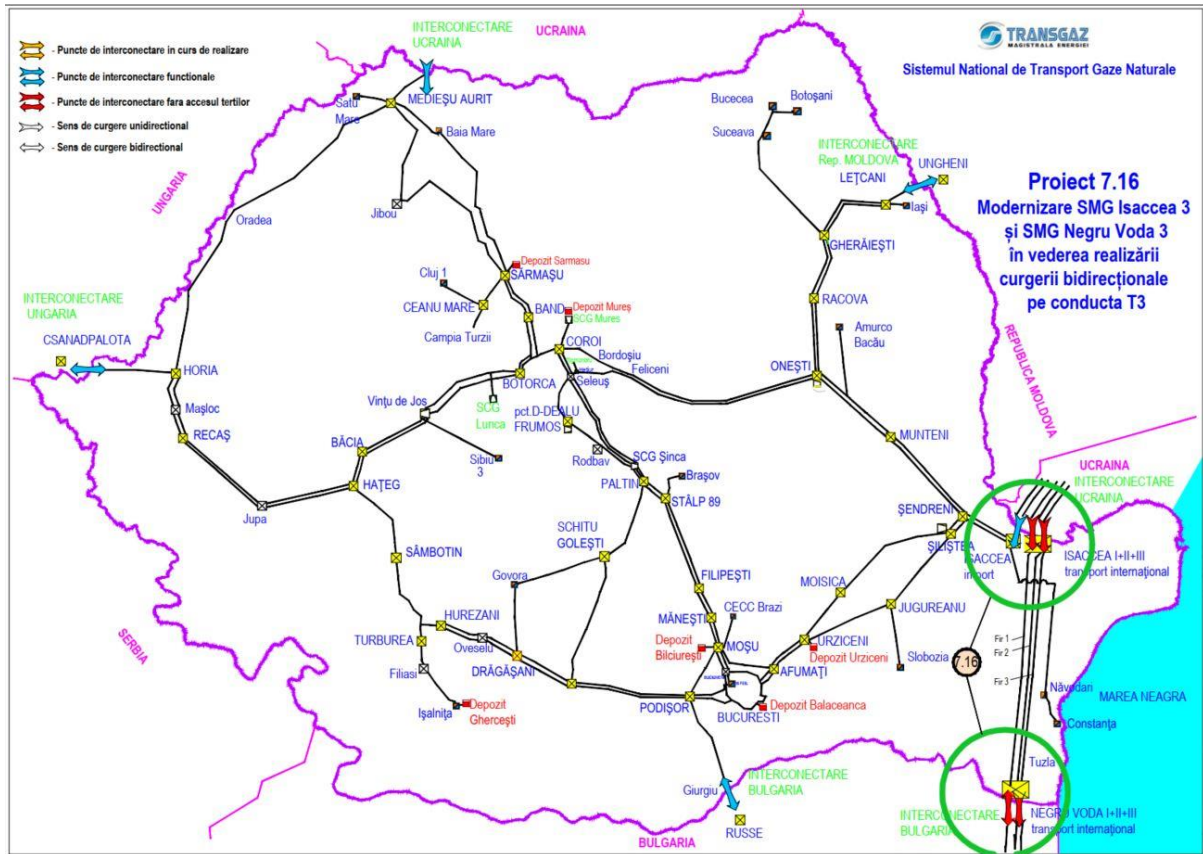 INTERCONECTARE
UCRAINA
UCRAINA
TRANSGAZ
MAGISTRALA ENERGIEI
Sistemul National de Transport Gaze Naturale
- Puncte de interconectare in curs de realizare
- Puncte de interconectare functionale
- Puncte de interconectare fara accesul tertilor
- Sens de curgere unidirectional
- Sens de curgere bidirectional
Proiect 7.16
Modernizare SMG Isaccea 3
și SMG Negru Voda 3
în vederea realizării
curgerii bidirecționale
pe conducta T3
MEDIEŞU AURIT
Satu
Mare
Baia Mare
Bucecea
Botoşani
Suceava
INTERCONECTARE
Rep. MOLDOVA
UNGHENI
LEŢCANI
Iaşi
UNGARIA
Oradea
Jibou
GHERĂIEŞTI
Depozit Sarmasu
SĂRMAŞU
Cluj 1
CEANU MARE
Campia Turzii
BAND
Depozit Mureş
SCG Mures
RACOVA
INTERCONECTARE
UNGARIA
CSANADPALOTA
HORIA
COROI
Bordoşiu
Feliceni
Amurco
Bacău
REPUBLICA MOLDOVA
ONEŞTI
BOTORCA
Seleuş
Maşloc
RECAŞ
Vinţu de Jos
SCG
Lunca
pct.D-DEALU
FRUMOS
MUNTENI
BĂCIA
Sibiu
3
Rodbav
SCG Şinca
Braşov
UCRAINA
INTERCONECTARE
UCRAINA
HAŢEG
PALTIN
STÂLP 89
Jupa
ŞENDRENI
SILIŞTEA
ISACCEA
import
ISACCEA I+II+III
transport internaţional
SCHITU
GOLEŞTI
SÂMBOTIN
Govora
FILIPEŞTI
MOISICA
JUGUREANU
MĂNEŞTI
CECC Brazi
HUREZANI
TURBUREA
Oveselu
Depozit
Bilciureşti
MOŞU
URZICENI
Depozit Urziceni
Slobozia
Fir 1
Fir 2
Fir 3
7.16
SERBIA
Filiasi
DRĂGĂŞANI
AFUMAŢI
Işalniţa
Depozit
Gherceşti
PODIŞOR
BUCURESTI
Depozit Balaceanca
Năvodari
MAREA NEAGRA
Constanţa
Tuzla
Giurgiu
INTERCONECTARE
BULGARIA
RUSSE
BULGARIA
INTERCONECTARE
BULGARIA
NEGRU VODA I+II+III
transport internaţional